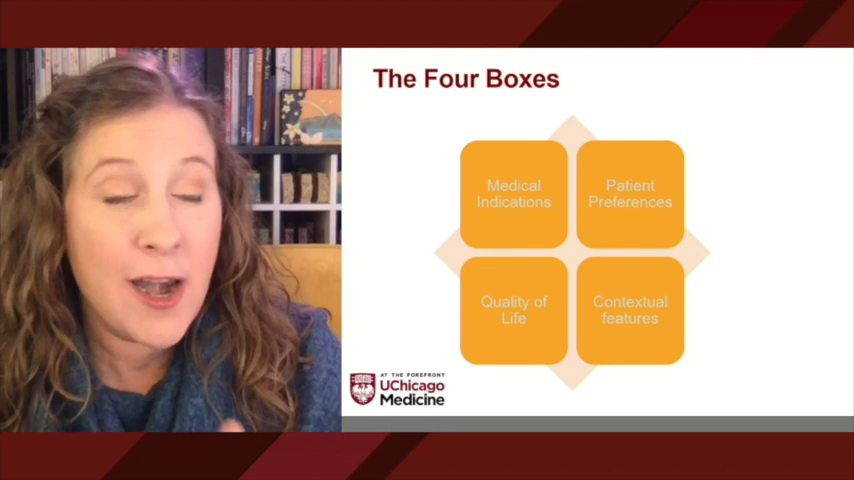 The Four Boxes
Medical
Indications
Patient
Preferences
Quality of
Life
Contextual
features
AT THE FOREFRONT
UChicago
Medicine